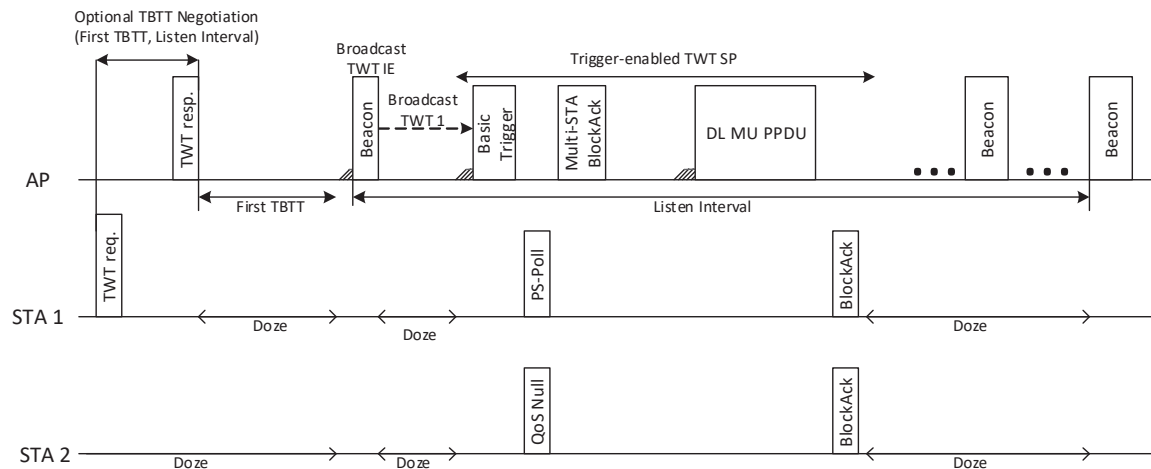 Optional TBTT Negotiation
(First TBTT, Listen Interval)
TWT resp.
Broadcast
TWT IE
Beacon
Broadcast
TWT 1
Trigger-enabled TWT SP
Basic
Trigger
Multi-STA
BlockAck
DL MU PPDU
Beacon
Beacon
AP
First TBTT
Listen Interval
TWT req.
PS-Poll
BlockAck
STA 1
Doze
Doze
Doze
QoS Null
BlockAck
STA 2
Doze
Doze
Doze